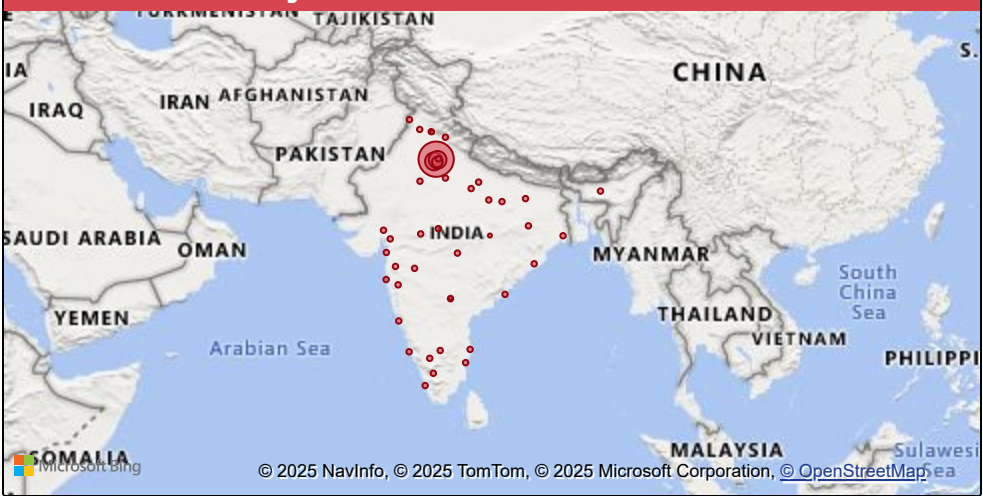 TURKMENISTAN
TAJIKISTAN
CHINA
S.
IA
IRAQ
IRAN
AFGHANISTAN
PAKISTAN
SAUDI ARABIA
OMAN
INDIA
MYANMAR
South
China
Sea
YEMEN
THAILAND
VIETNAM
Arabian Sea
PHILIPPI
SOMALIA
MALAYSIA
Sulawesi
Sea
Microsoft Bing
© 2025 NavInfo, © 2025 TomTom, © 2025 Microsoft Corporation, © OpenStreetMap